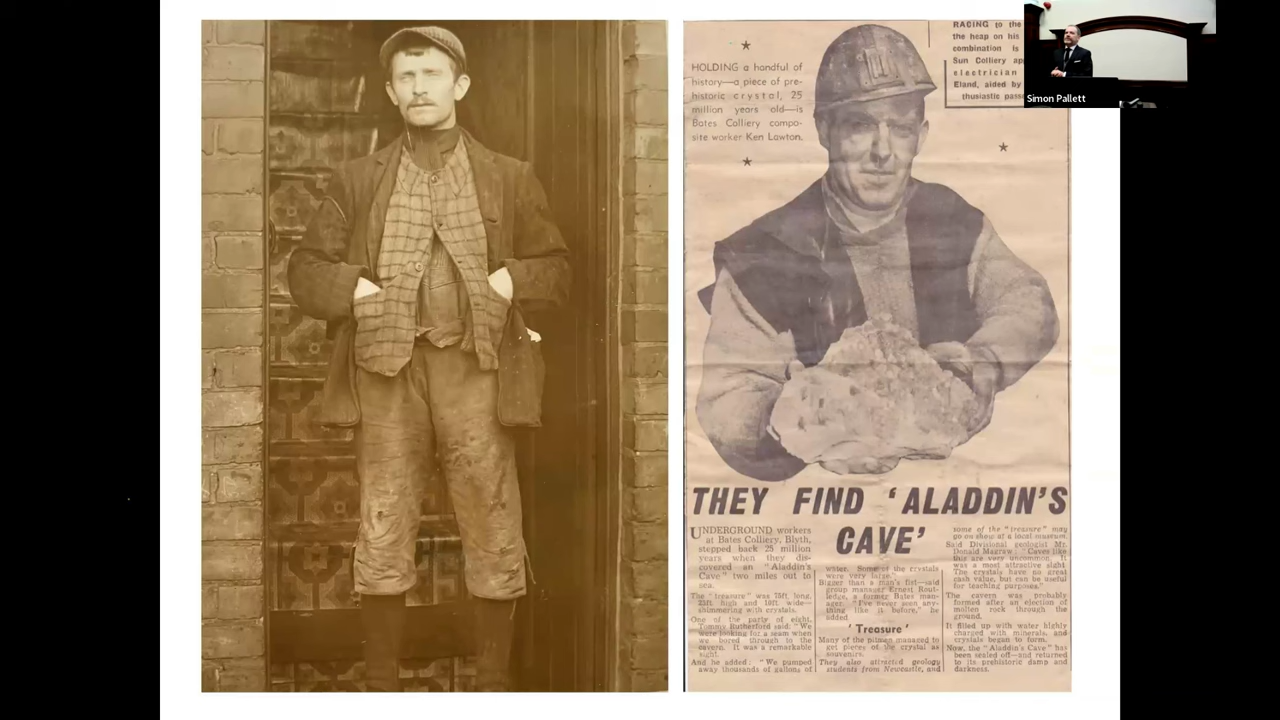 HOLDING a handful of
history—a piece of pre-
historic crystal, 25
million years old—is
Bates Colliery compo-
site worker Ken Lawton.
RACING to the
the heap on his
combination is
Sun Colliery
electrician
Eland, aided by
thusiastic
Simon Pallett
THEY FIND ‘ALADDIN'S
CAVE’
UNDERGROUND workers
at Bates Colliery, Blyth,
stepped back 25 million
years when they dis-
covered an “Aladdin's
Cave” two miles out to
sea.
The “treasure” was 75ft. long,
25ft high and 18ft. wide—
shimmering with crystals.
One of the party of eight,
Tommy Rutherford said: “We
were looking for a seam when
we bored through to the
cavern. It was a remarkable
sight.
And he added: “We pumped
away thousands of gallons of
water. Some of the crystals
were very large.”
Bigger than a man's fist—said
group manager Ernest Rout-
ledge, a former Bates man-
ager. “I've never seen any-
thing like it before,” he
added.
‘Treasure’
Many of the pitmen managed to
get pieces of the crystal as
souvenirs.
They also attracted geology
students from Newcastle, and
some of the “treasure” may
go on show at a local museum.
Said Divisional geologist Mr.
Donald Magraw: “Caves like
this are very uncommon. It
was a most attractive sight.
The crystals have no great
cash value, but can be useful
for teaching purposes.”
The cavern was probably
formed after an ejection of
molten rock through the
ground.
It filled up with water highly
charged with minerals, and
crystals began to form.
Now, the “Aladdin's Cave” has
been sealed off—and returned
to its prehistoric damp and
darkness.